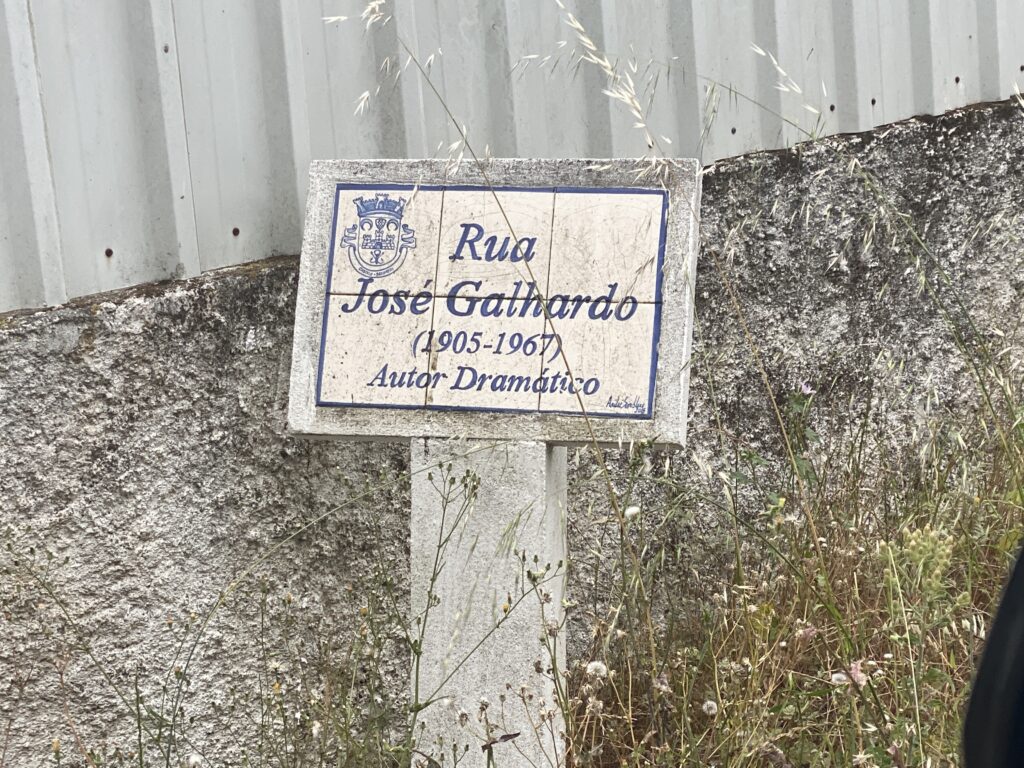 Rua
José Galhardo
(1905-1967)
Autor Dramático